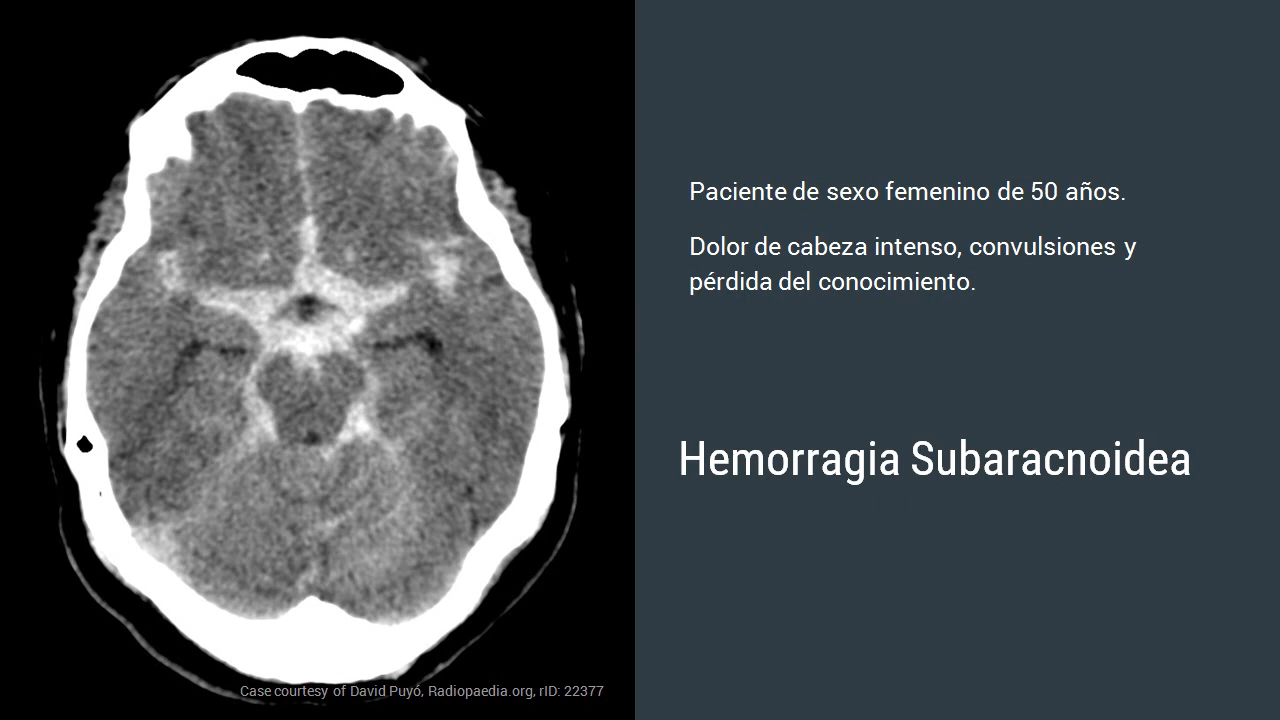 Paciente de sexo femenino de 50 años.
Dolor de cabeza intenso, convulsiones y
pérdida del conocimiento.
Hemorragia Subaracnoidea
Case courtesy of David Puyó, Radiopaedia.org, rID: 22377